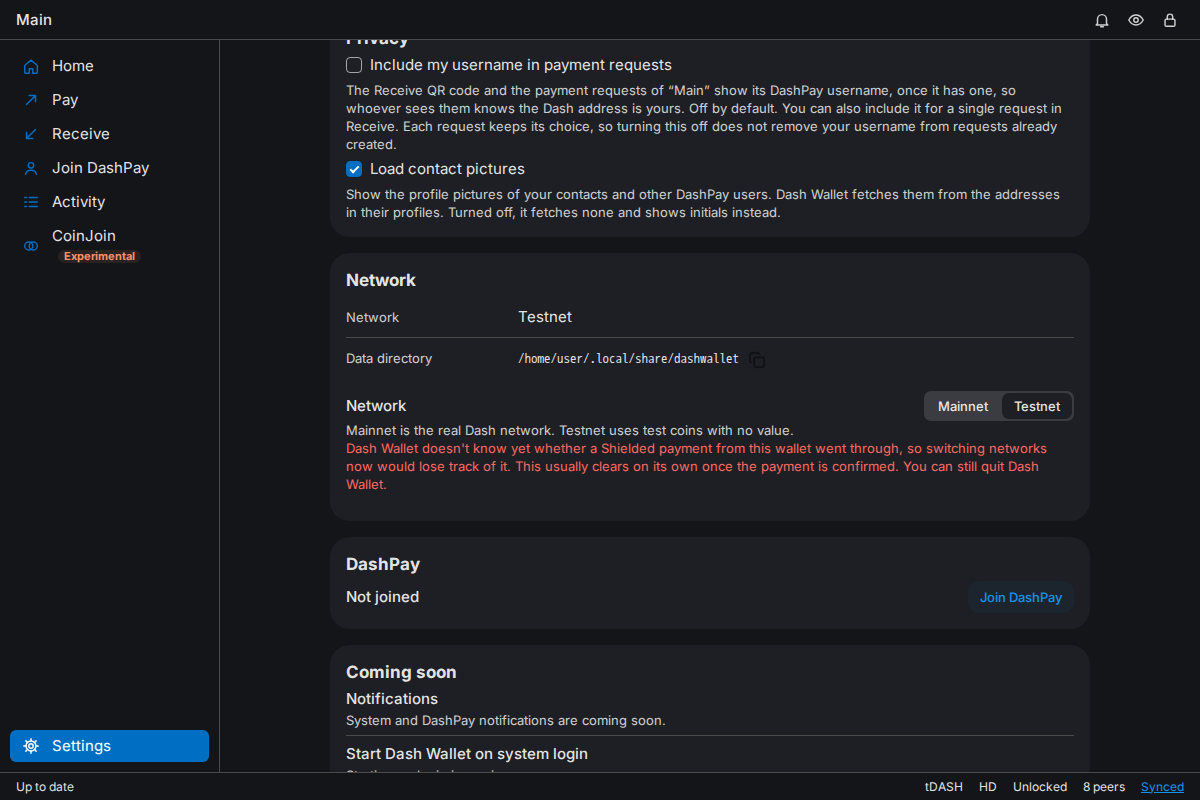 Main
Home
Pay
Receive
Join DashPay
Activity
CoinJoin
Experimental
Settings
Privacy
Include my username in payment requests
The Receive QR code and the payment requests of “Main” show its DashPay username, once it has one, so
whoever sees them knows the Dash address is yours. Off by default. You can also include it for a single request in
Receive. Each request keeps its choice, so turning this off does not remove your username from requests already
created.
Load contact pictures
Show the profile pictures of your contacts and other DashPay users. Dash Wallet fetches them from the addresses
in their profiles. Turned off, it fetches none and shows initials instead.
Network
Network Testnet
Data directory /home/user/.local/share/dashwallet
Network Mainnet Testnet
Mainnet is the real Dash network. Testnet uses test coins with no value.
Dash Wallet doesn't know yet whether a Shielded payment from this wallet went through, so switching networks
now would lose track of it. This usually clears on its own once the payment is confirmed. You can still quit Dash
Wallet.
DashPay
Not joined Join DashPay
Coming soon
Notifications
System and DashPay notifications are coming soon.
Start Dash Wallet on system login
Up to date tDASH HD Unlocked 8 peers Synced